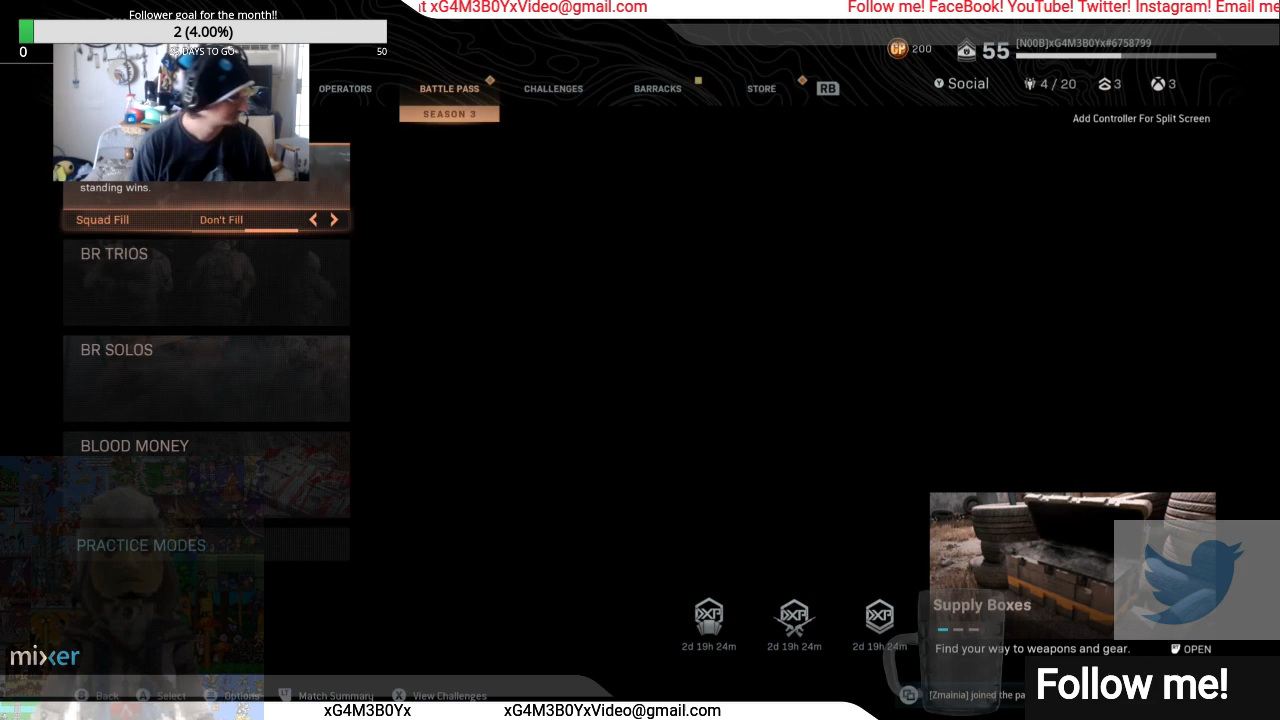 Follower goal for the month!!
2 (4.00%)
0
DAYS TO GO
50
t xG4M3B0YxVideo@gmail.com
Follow me! FaceBook! YouTube! Twitter! Instagram! Email me
200
55
[N00B]xG4M3B0Yx#6758799
OPERATORS
BATTLE PASS
CHALLENGES
BARRACKS
STORE
RB
Y Social
4 / 20
3
3
SEASON 3
Add Controller For Split Screen
standing wins.
Squad Fill
Don't Fill
BR TRIOS
BR SOLOS
BLOOD MONEY
PRACTICE MODES
2d 19h 24m
2d 19h 24m
2d 19h 24m
Supply Boxes
Find your way to weapons and gear.
OPEN
mixer
B Back
A Select
Options
LT Match Summary
X View Challenges
[Zmainia] joined the pa
Follow me!
xG4M3B0Yx
xG4M3B0YxVideo@gmail.com